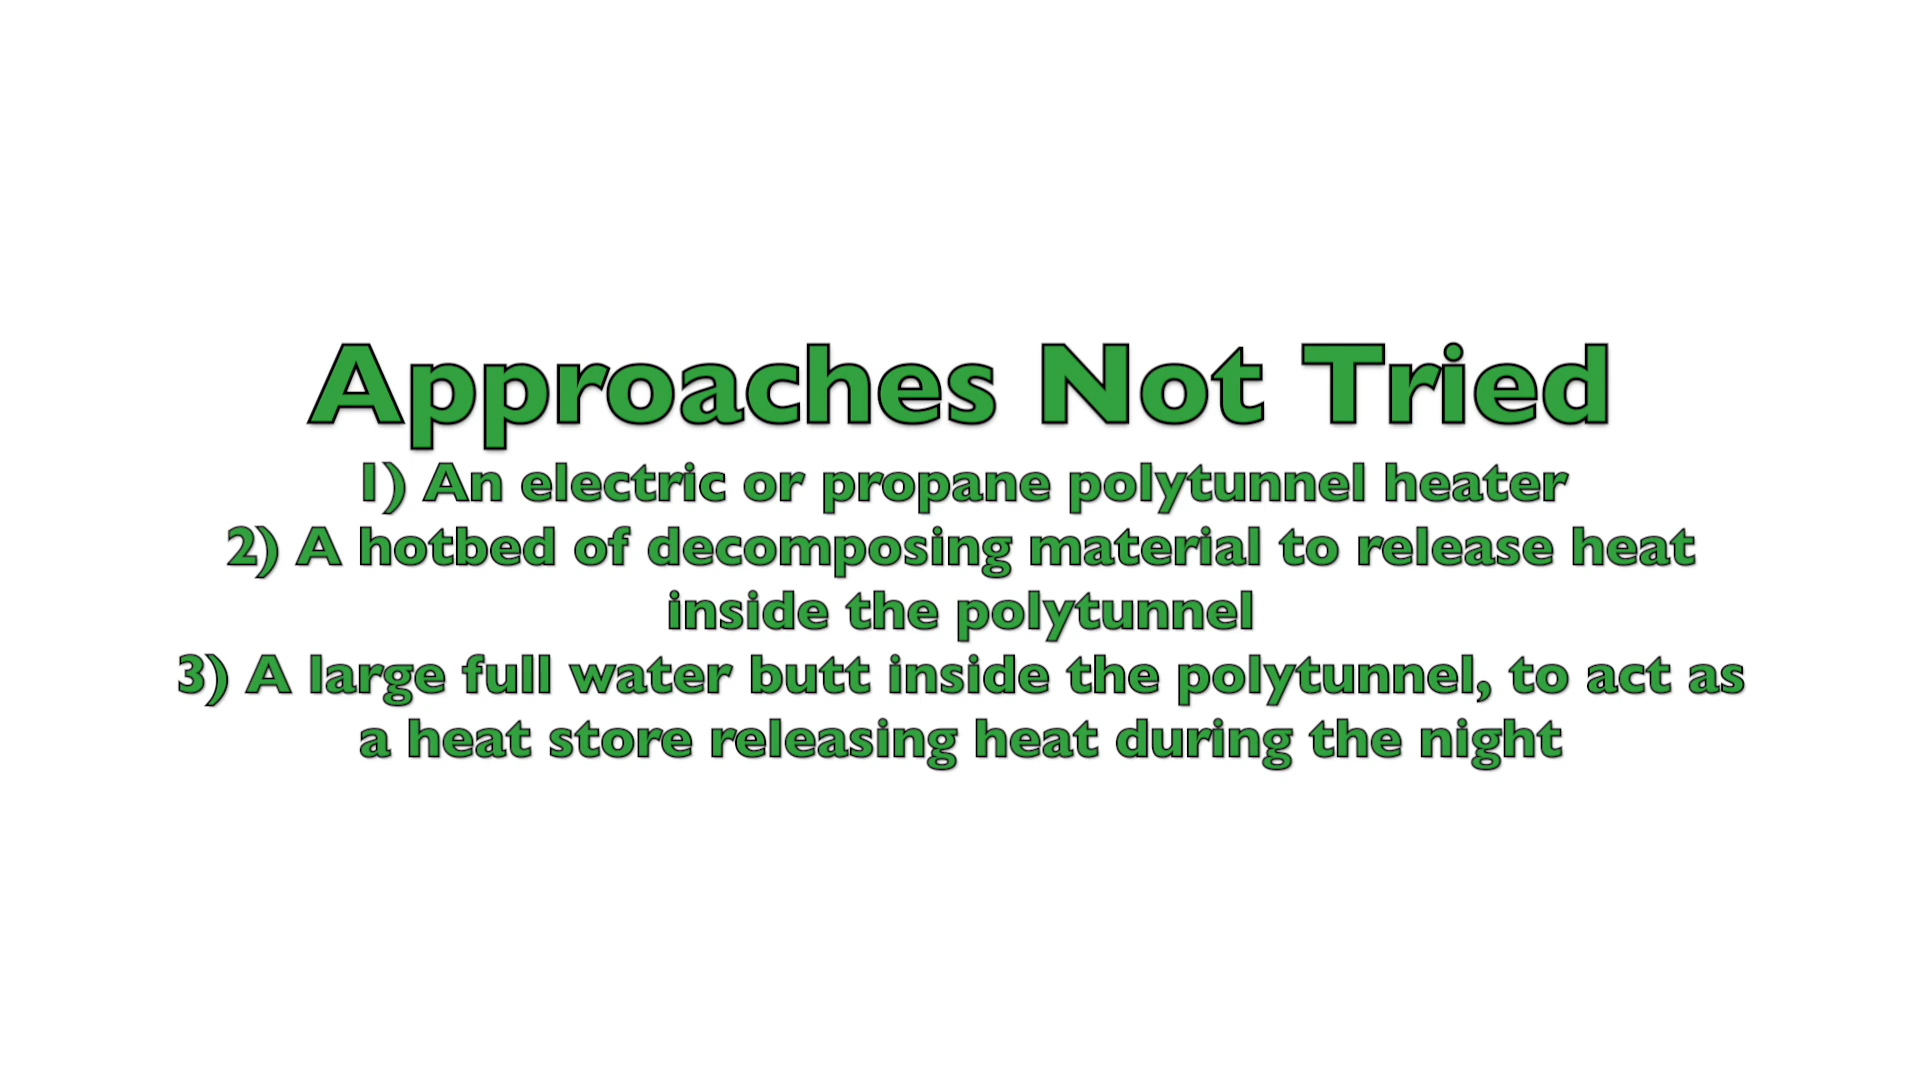 Approaches Not Tried
1) An electric or propane polytunnel heater
2) A hotbed of decomposing material to release heat
inside the polytunnel
3) A large full water butt inside the polytunnel, to act as
a heat store releasing heat during the night